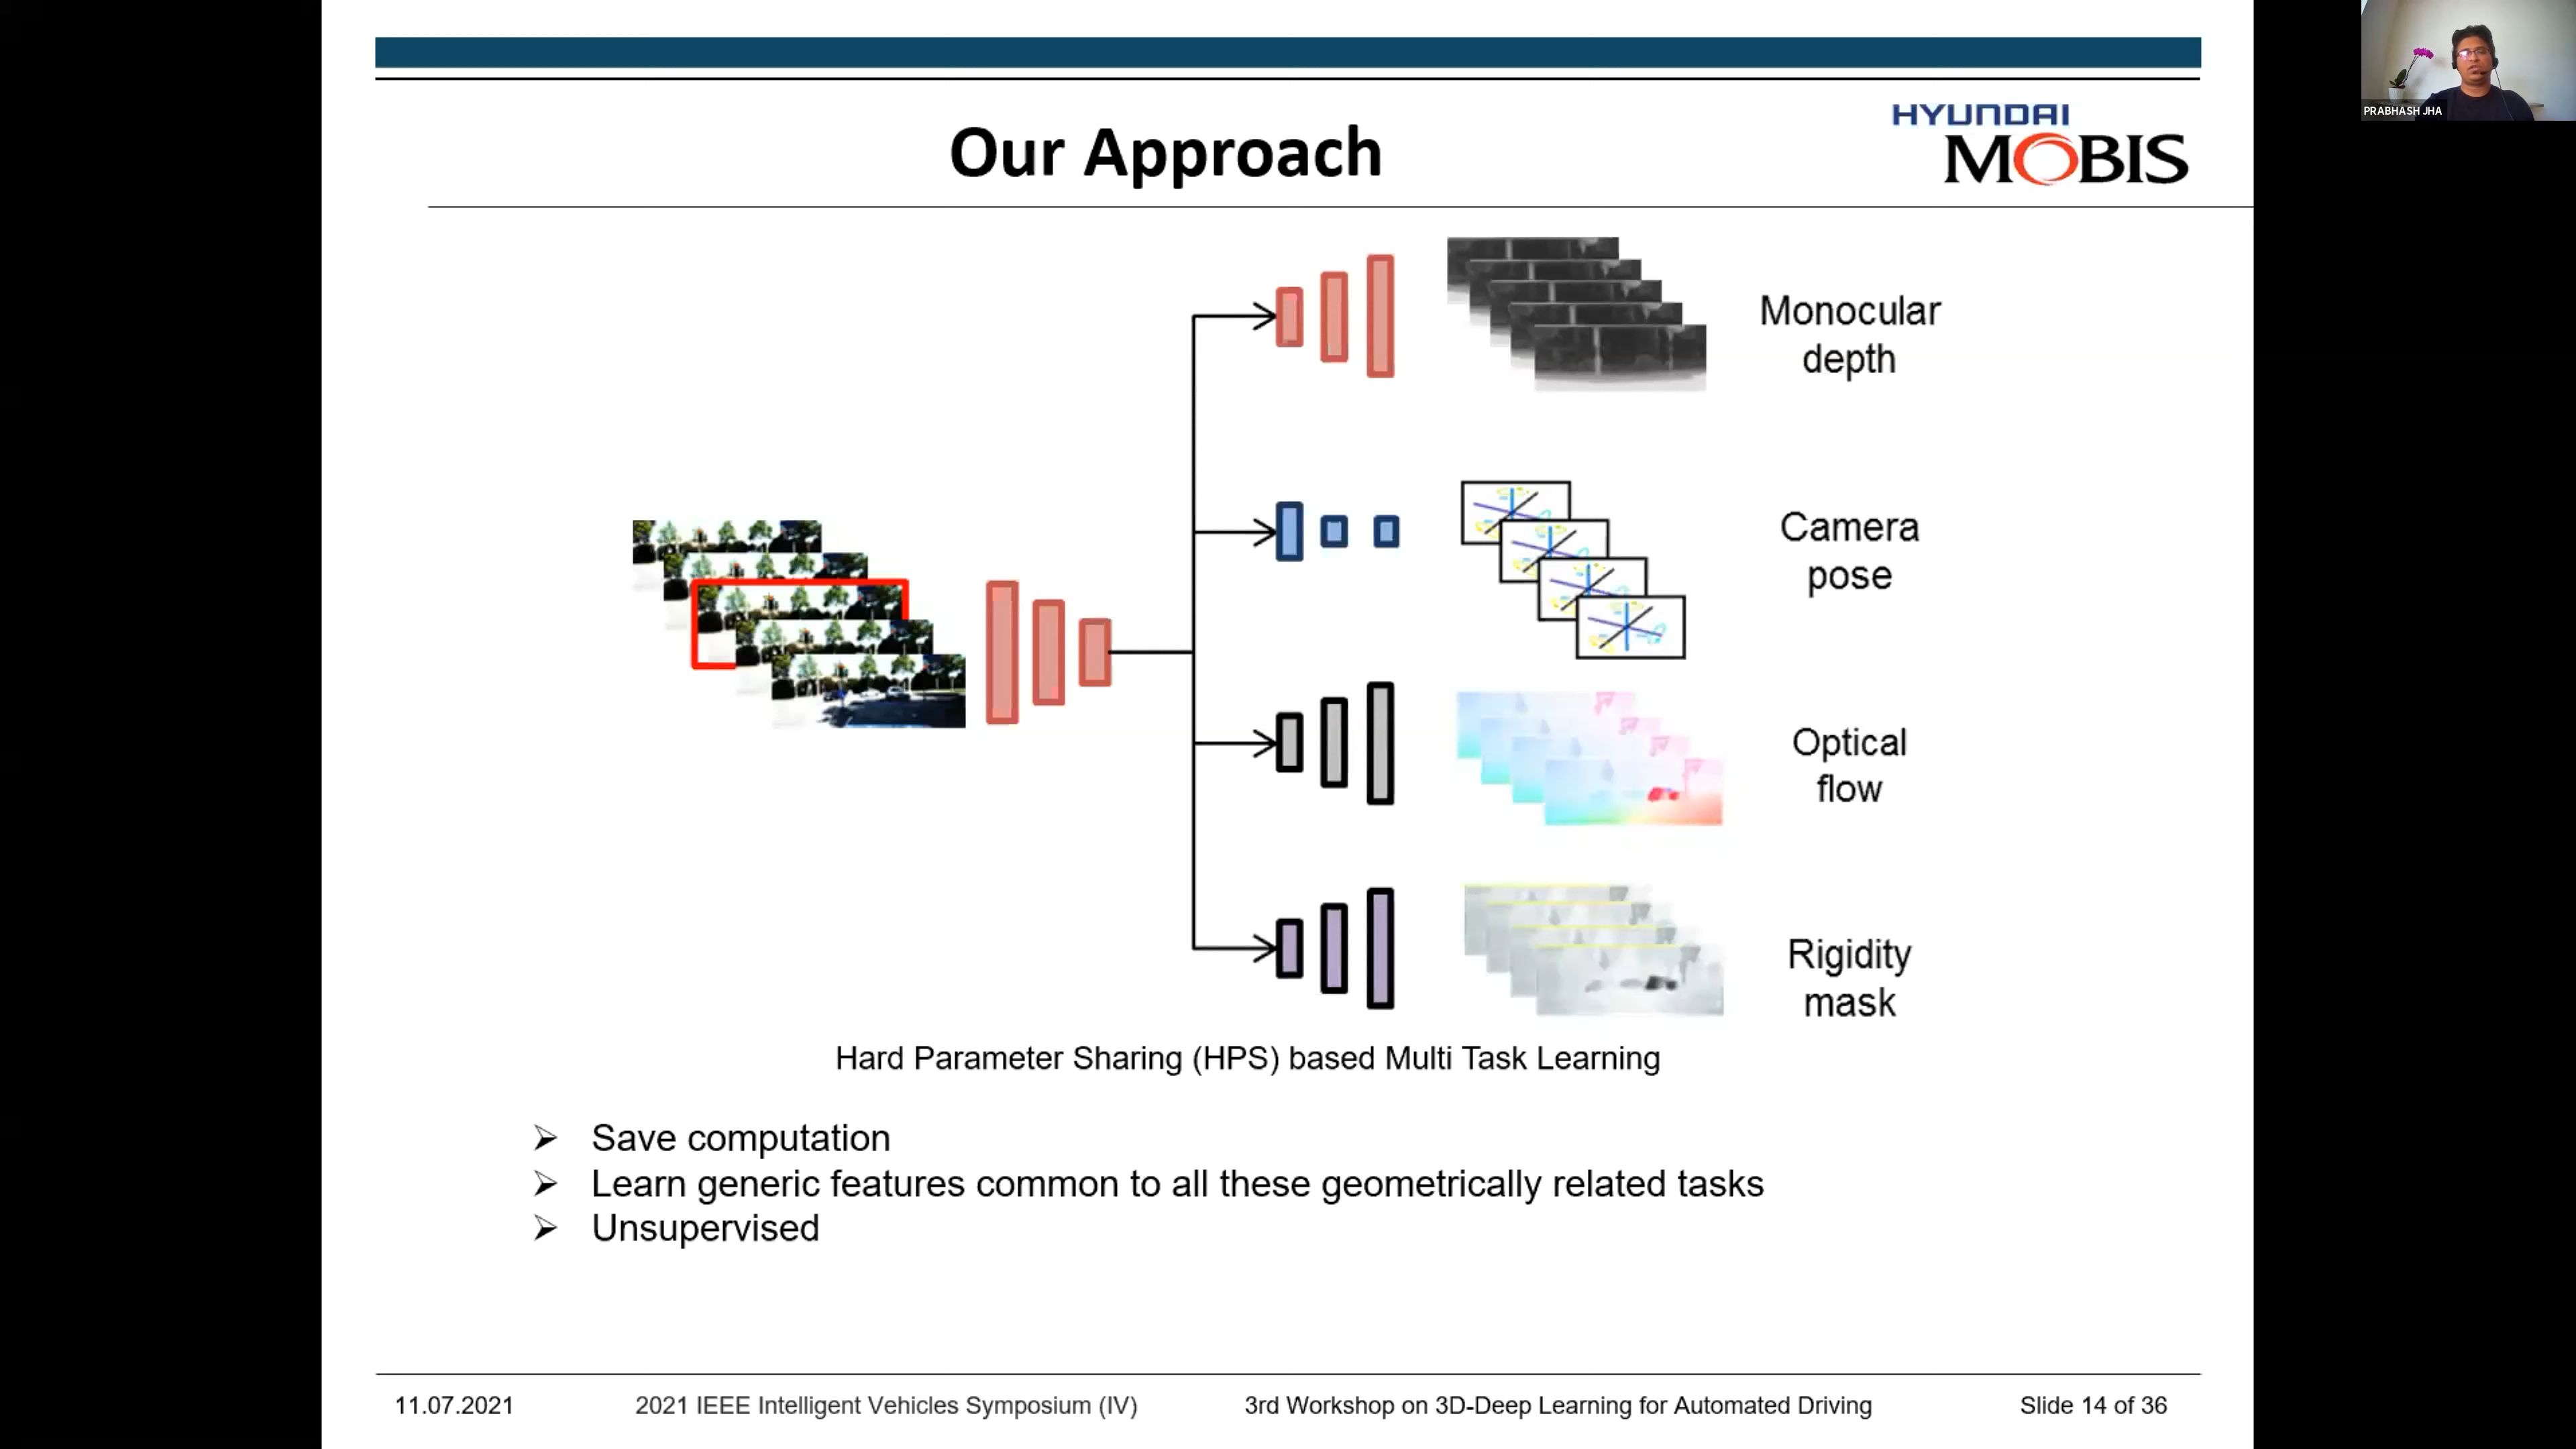 PRABHASH JHA
Our Approach
HYUNDAI
MOBIS
Monocular
depth
Camera
pose
Optical
flow
Rigidity
mask
Hard Parameter Sharing (HPS) based Multi Task Learning
Save computation
Learn generic features common to all these geometrically related tasks
Unsupervised
11.07.2021
2021 IEEE Intelligent Vehicles Symposium (IV)
3rd Workshop on 3D-Deep Learning for Automated Driving
Slide 14 of 36